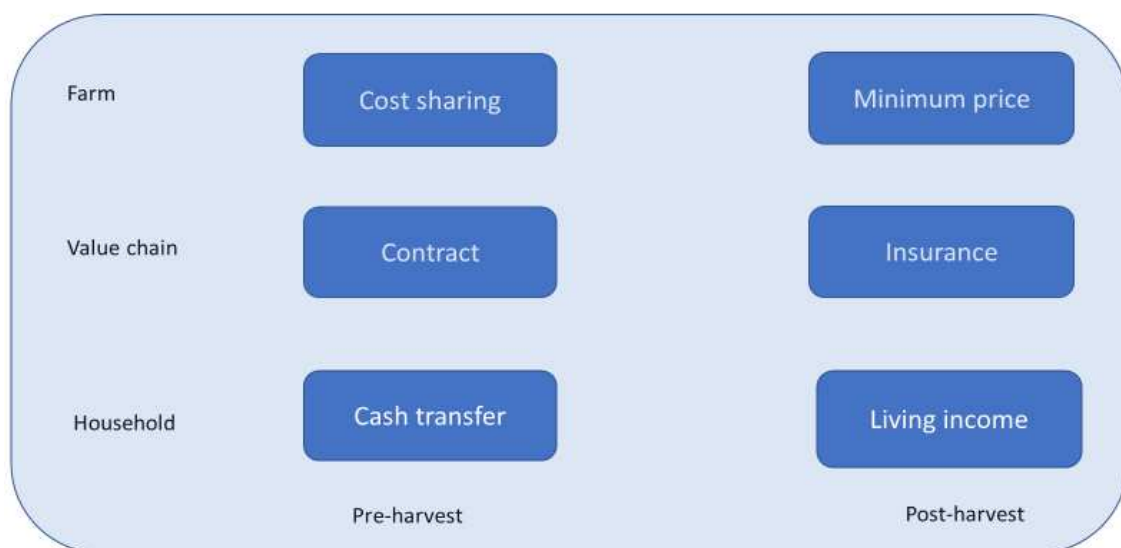 Farm
Cost sharing
Minimum price
Value chain
Contract
Insurance
Household
Cash transfer
Living income
Pre-harvest
Post-harvest